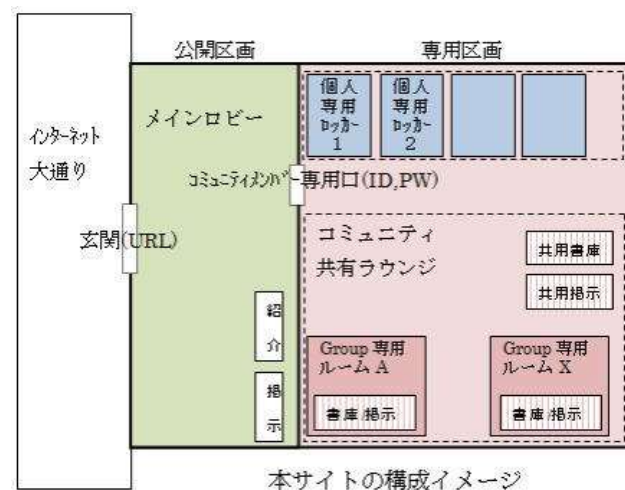 公開区画
専用区画
インターネット
大通り
メインロビー
個人
専用
ロッカー
1
個人
専用
ロッカー
2
コミュニティメンバー専用口(ID,PW)
玄関(URL)
コミュニティ
共有ラウンジ
共用書庫
共用掲示
紹介
掲示
Group 専用
ルーム A
書庫/掲示
Group 専用
ルーム X
書庫/掲示
本サイトの構成イメージ